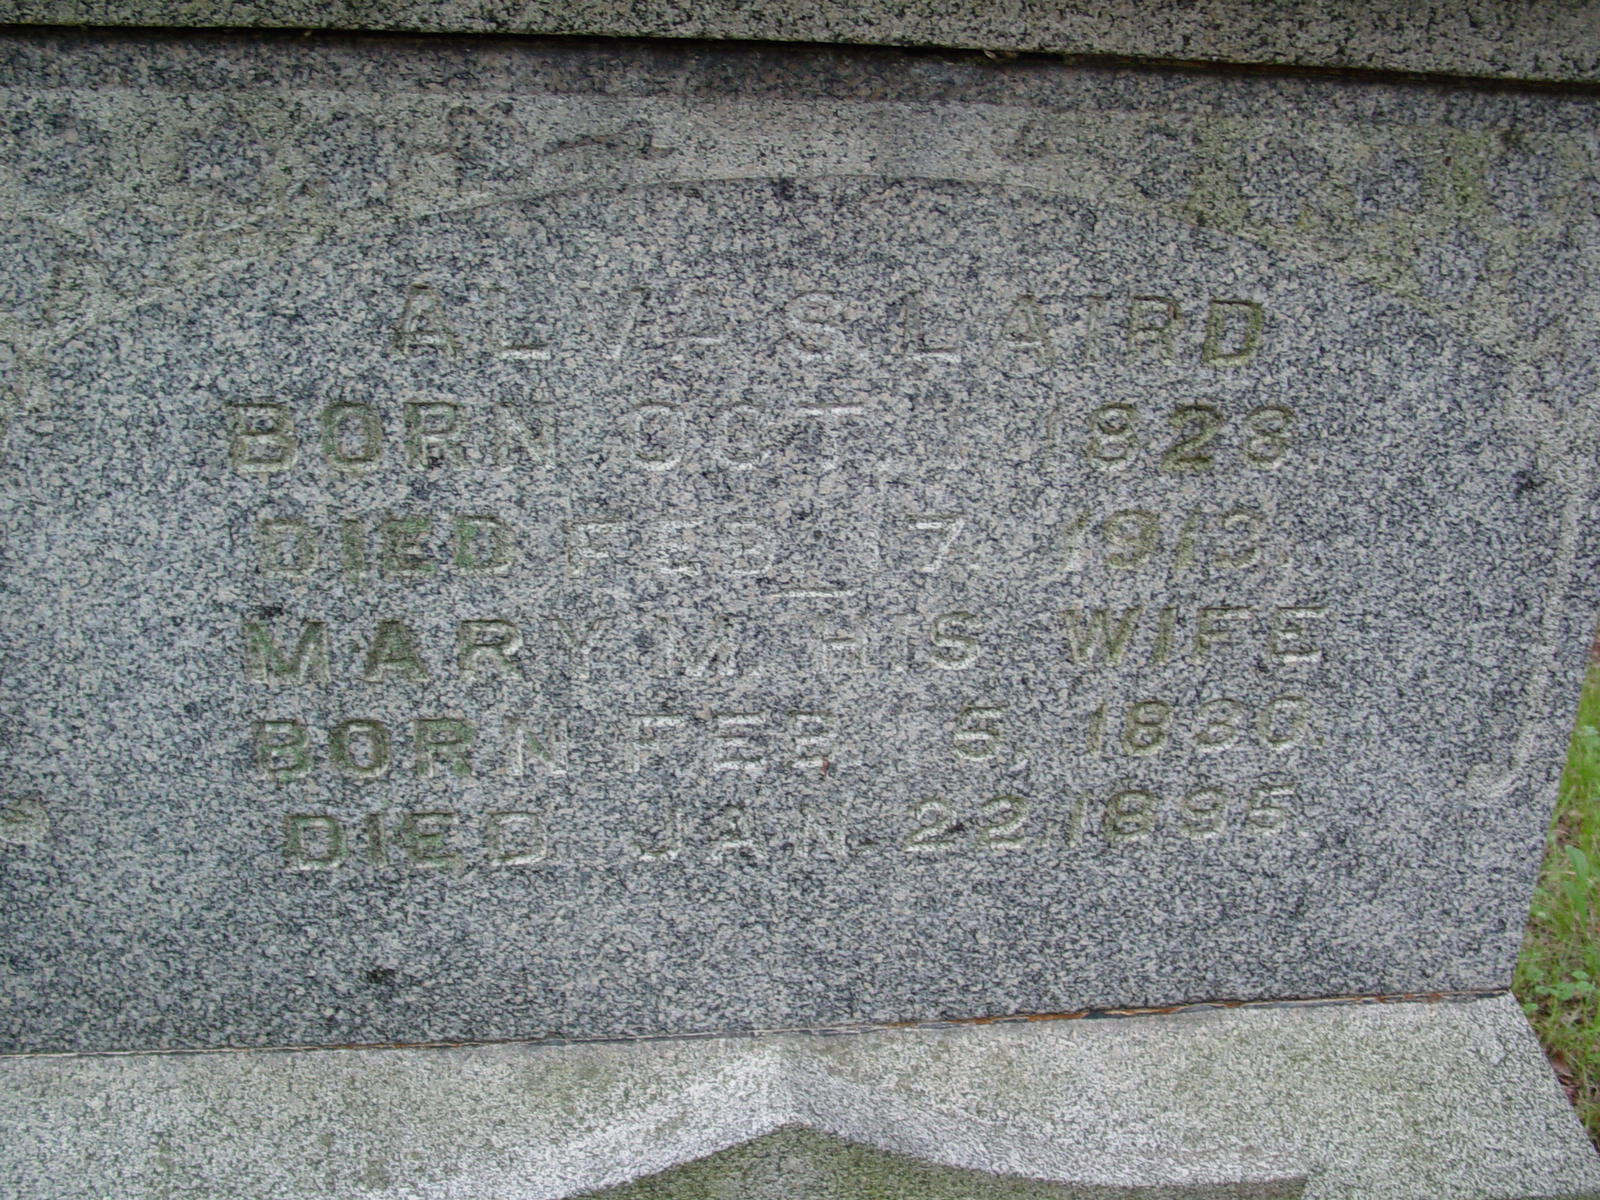 ALVA S. LAIRD
BORN OCT. 1 1828
DIED FEB. 17. 1913.
MARY M. HIS WIFE
BORN FEB. 5, 1830.
DIED JAN. 22, 1895.